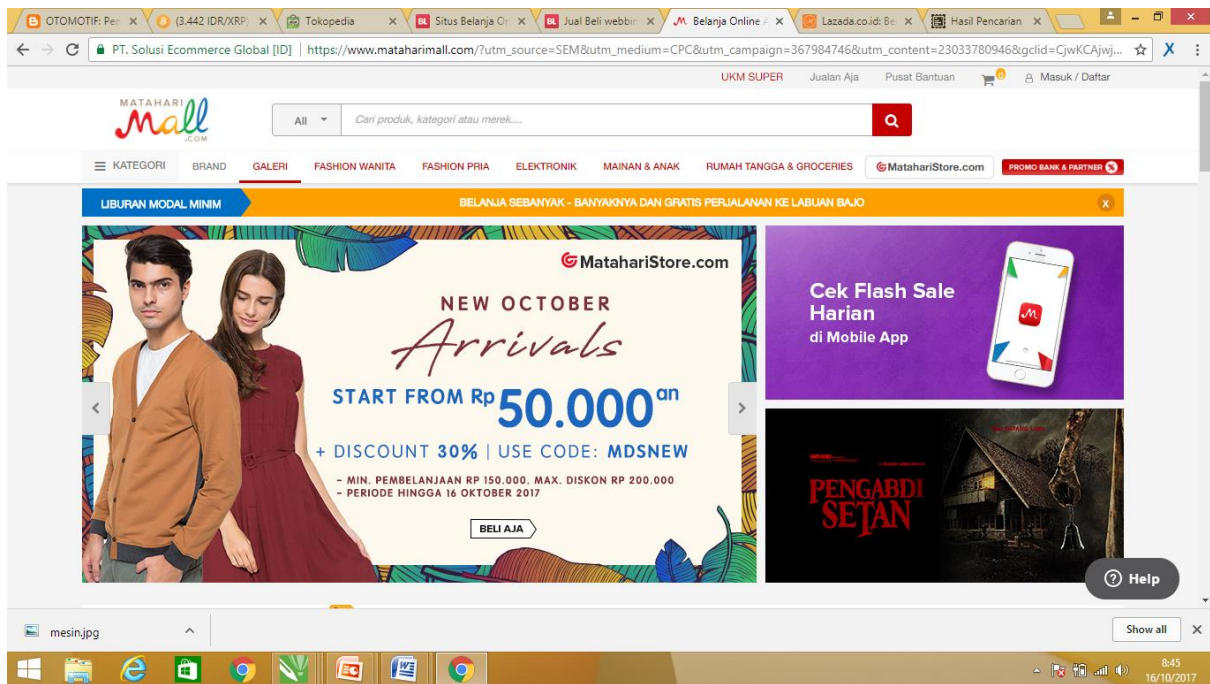 OTOMOTIF: Per
(3.442 IDR/XRP)
Tokopedia
Situs Belanja On
Jual Beli webbin
Belanja Online
Lazada.co.id: Be
Hasil Pencarian
PT. Solusi Ecommerce Global [ID] | https://www.mataharimall.com/?utm_source=SEM&utm_medium=CPC&utm_campaign=367984746&utm_content=23033780946&gclid=CjwKCAjwj...
UKM SUPER Jualan Aja Pusat Bantuan 0 Masuk / Daftar
MATAHARI
Mall
.COM
All Cari produk, kategori atau merek....
KATEGORI BRAND GALERI FASHION WANITA FASHION PRIA ELEKTRONIK MAINAN & ANAK RUMAH TANGGA & GROCERIES MatahariStore.com PROMO BANK & PARTNER
LIBURAN MODAL MINIM BELANJA SEBANYAK - BANYAKNYA DAN GRATIS PERJALANAN KE LABUAN BAJO X
MatahariStore.com
NEW OCTOBER
Arrivals
START FROM Rp 50.000an
+ DISCOUNT 30% | USE CODE: MDSNEW
- MIN. PEMBELANJAAN RP 150.000. MAX. DISKON RP 200.000
- PERIODE HINGGA 16 OKTOBER 2017
BELI AJA
Cek Flash Sale
Harian
di Mobile App
PENGABDI
SETAN
Help
mesin.jpg
Show all
8:45
16/10/2017